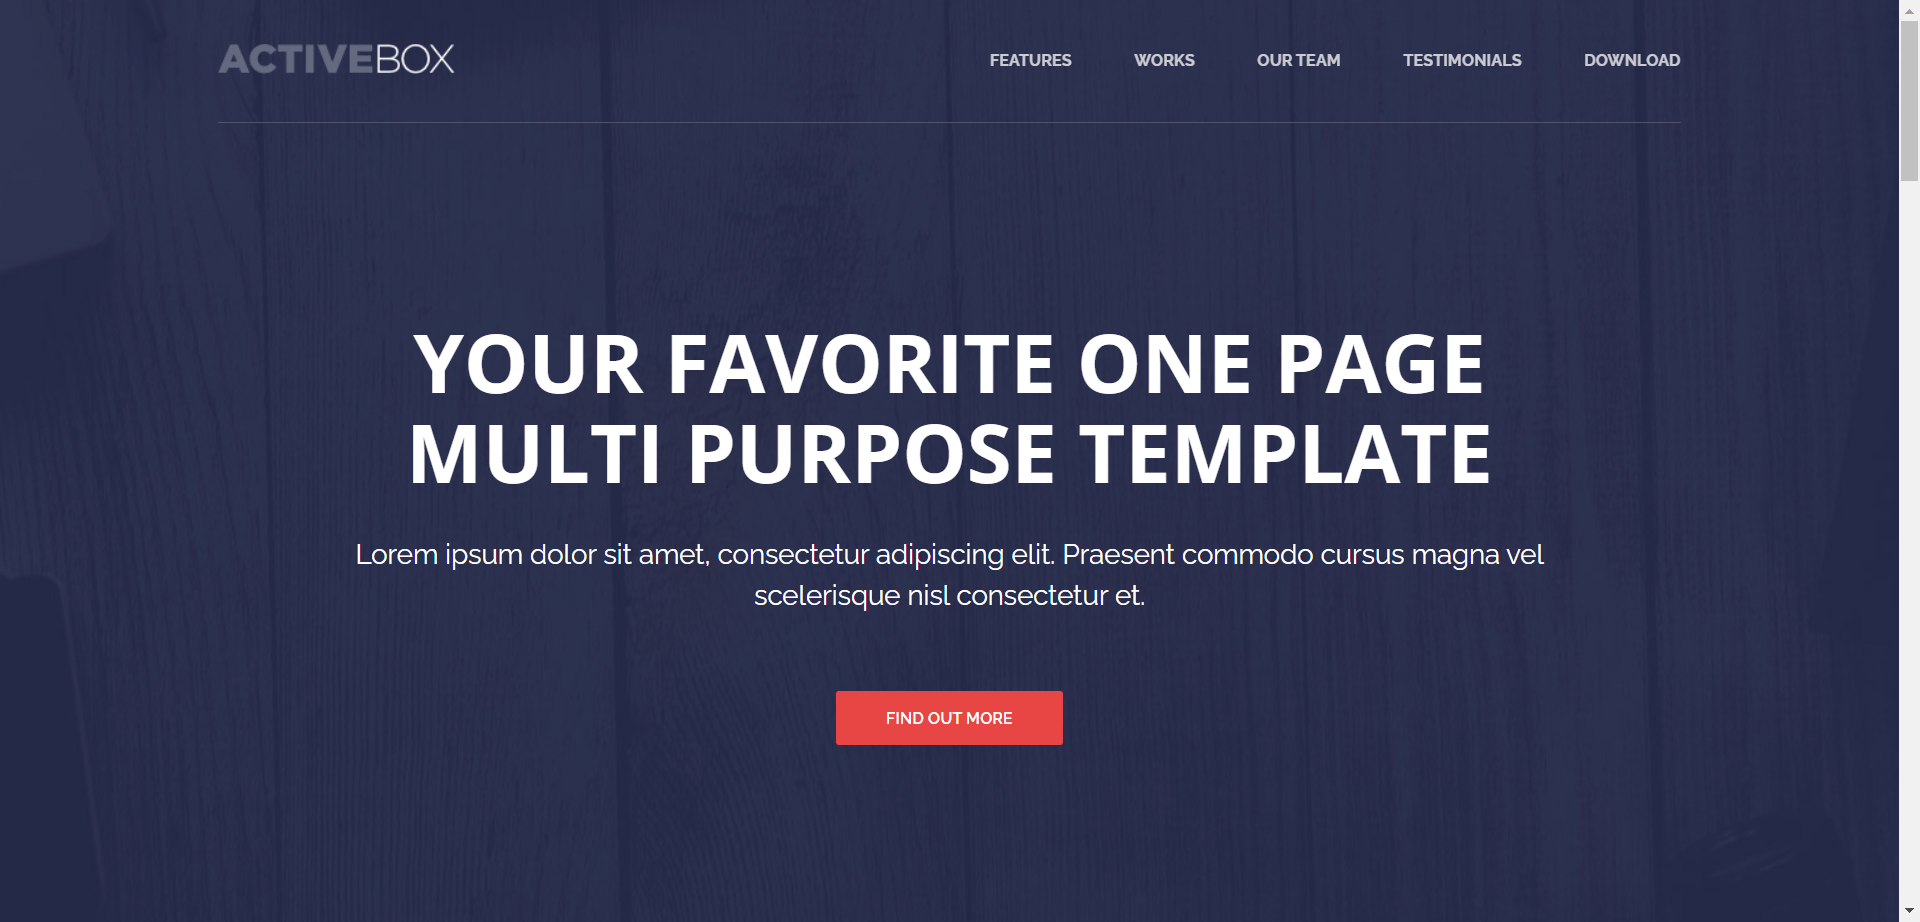 ACTIVEBOX
FEATURES WORKS OUR TEAM TESTIMONIALS DOWNLOAD
YOUR FAVORITE ONE PAGE
MULTI PURPOSE TEMPLATE
Lorem ipsum dolor sit amet, consectetur adipiscing elit. Praesent commodo cursus magna vel
scelerisque nisl consectetur et.
FIND OUT MORE